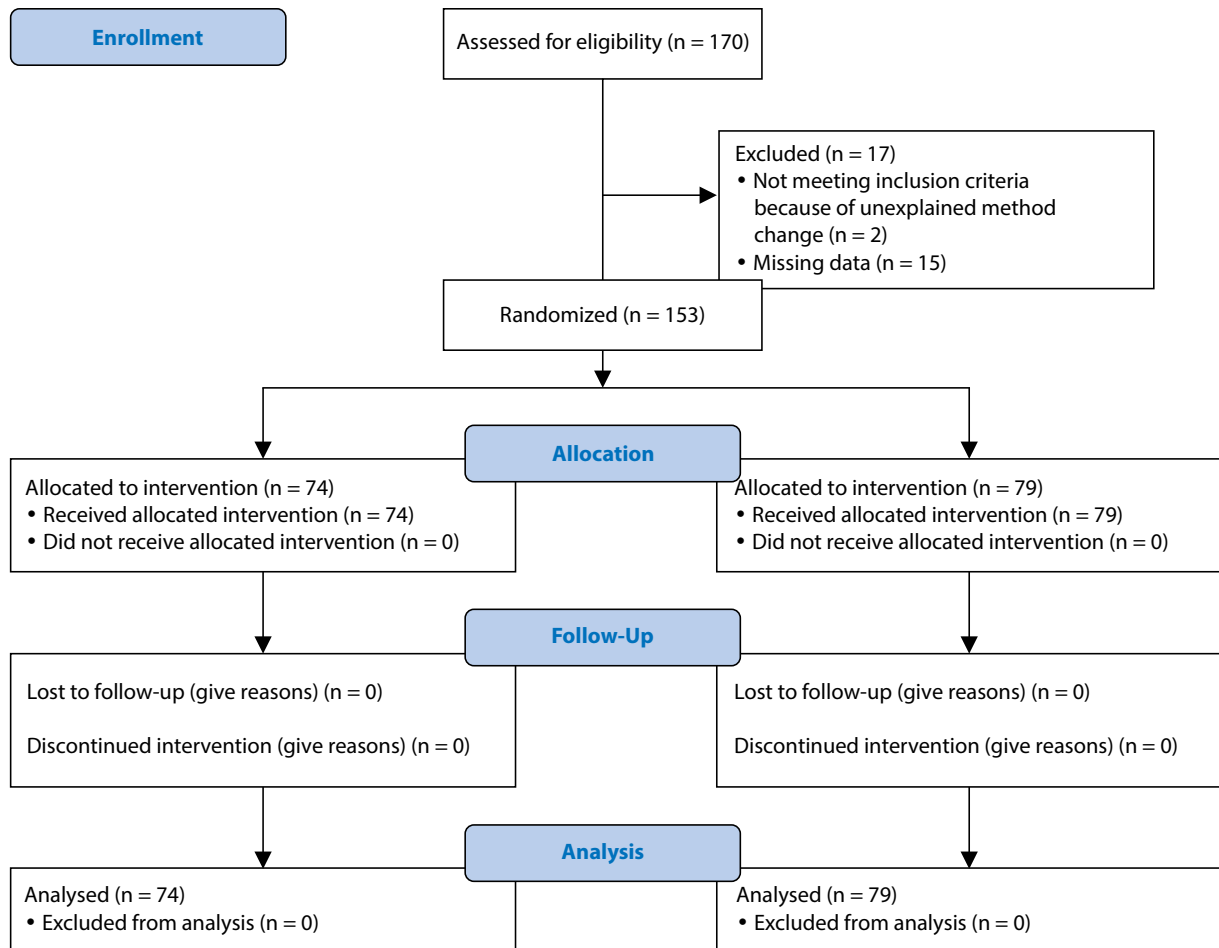 Enrollment
Assessed for eligibility (n = 170)
Excluded (n = 17)
• Not meeting inclusion criteria
because of unexplained method
change (n = 2)
• Missing data (n = 15)
Randomized (n = 153)
Allocation
Allocated to intervention (n = 74)
• Received allocated intervention (n = 74)
• Did not receive allocated intervention (n = 0)
Allocated to intervention (n = 79)
• Received allocated intervention (n = 79)
• Did not receive allocated intervention (n = 0)
Follow-Up
Lost to follow-up (give reasons) (n = 0)
Discontinued intervention (give reasons) (n = 0)
Lost to follow-up (give reasons) (n = 0)
Discontinued intervention (give reasons) (n = 0)
Analysis
Analysed (n = 74)
• Excluded from analysis (n = 0)
Analysed (n = 79)
• Excluded from analysis (n = 0)